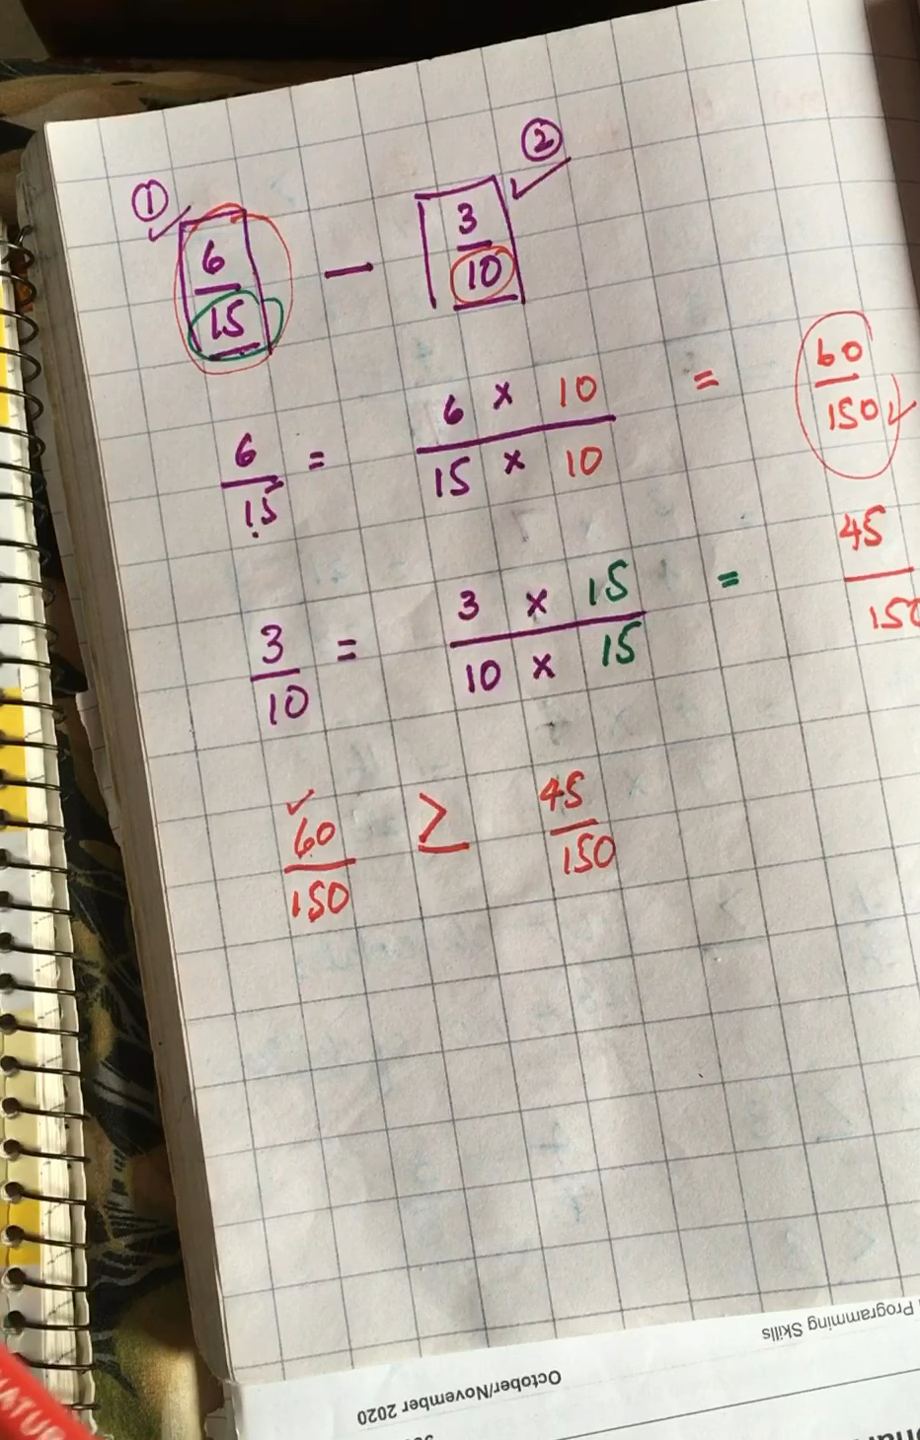 ① ②
6/15 — 3/10
6/15 = 6 × 10 / 15 × 10 = 60/150
3/10 = 3 × 15 / 10 × 15 = 45/150
60/150 ≥ 45/150
Programming Skills
October/November 2020